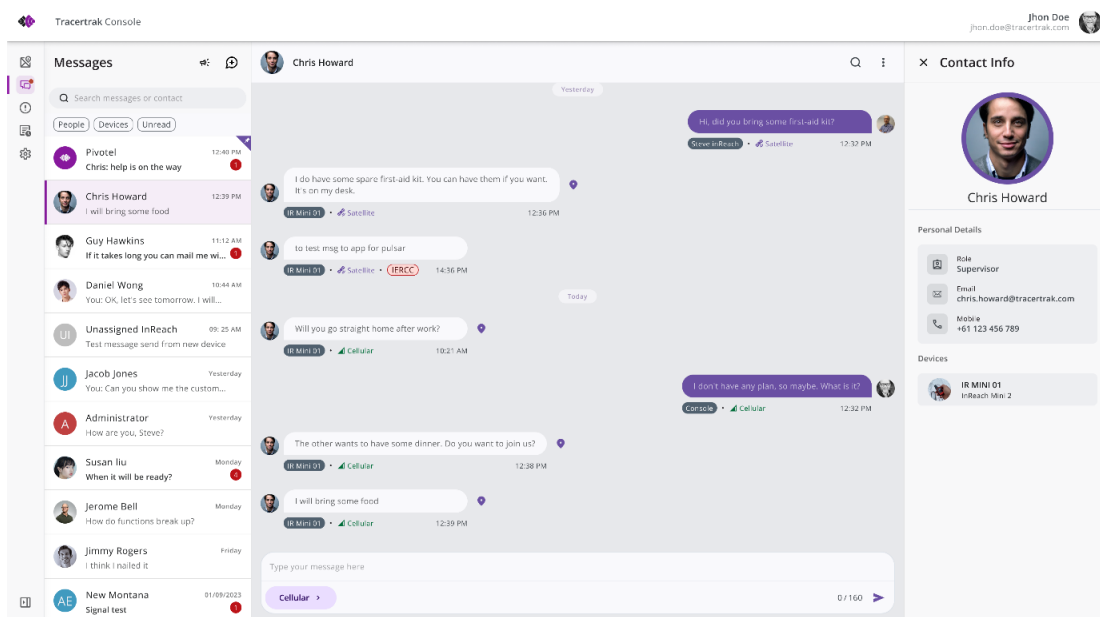 Tracertrak Console
Jhon Doe
jhon.doe@tracertrak.com
Messages
Search messages or contact
People Devices Unread
Pivotel 12:40 PM
Chris: help is on the way 1
Chris Howard 12:39 PM
I will bring some food
Guy Hawkins 11:12 AM
If it takes long you can mail me wi... 1
Daniel Wong 10:44 AM
You: OK, let's see tomorrow. I will...
UI Unassigned InReach 09: 25 AM
Test message send from new device
JJ Jacob Jones Yesterday
You: Can you show me the custom...
A Administrator Yesterday
How are you, Steve?
Susan liu Monday
When it will be ready? 4
Jerome Bell Monday
How do functions break up?
Jimmy Rogers Friday
I think I nailed it
AE New Montana 01/09/2023
Signal test 1
Chris Howard
Yesterday
Hi, did you bring some first-aid kit?
Steve inReach • Satellite 12:32 PM
I do have some spare first-aid kit. You can have them if you want.
It's on my desk.
IR Mini 01 • Satellite 12:36 PM
to test msg to app for pulsar
IR Mini 01 • Satellite • IERCC 14:36 PM
Today
Will you go straight home after work?
IR Mini 01 • Cellular 10:21 AM
I don't have any plan, so maybe. What is it?
Console • Cellular 12:32 PM
The other wants to have some dinner. Do you want to join us?
IR Mini 01 • Cellular 12:38 PM
I will bring some food
IR Mini 01 • Cellular 12:39 PM
Type your message here
Cellular > 0/160
Contact Info
Chris Howard
Personal Details
Role
Supervisor
Email
chris.howard@tracertrak.com
Mobile
+61 123 456 789
Devices
IR MINI 01
InReach Mini 2